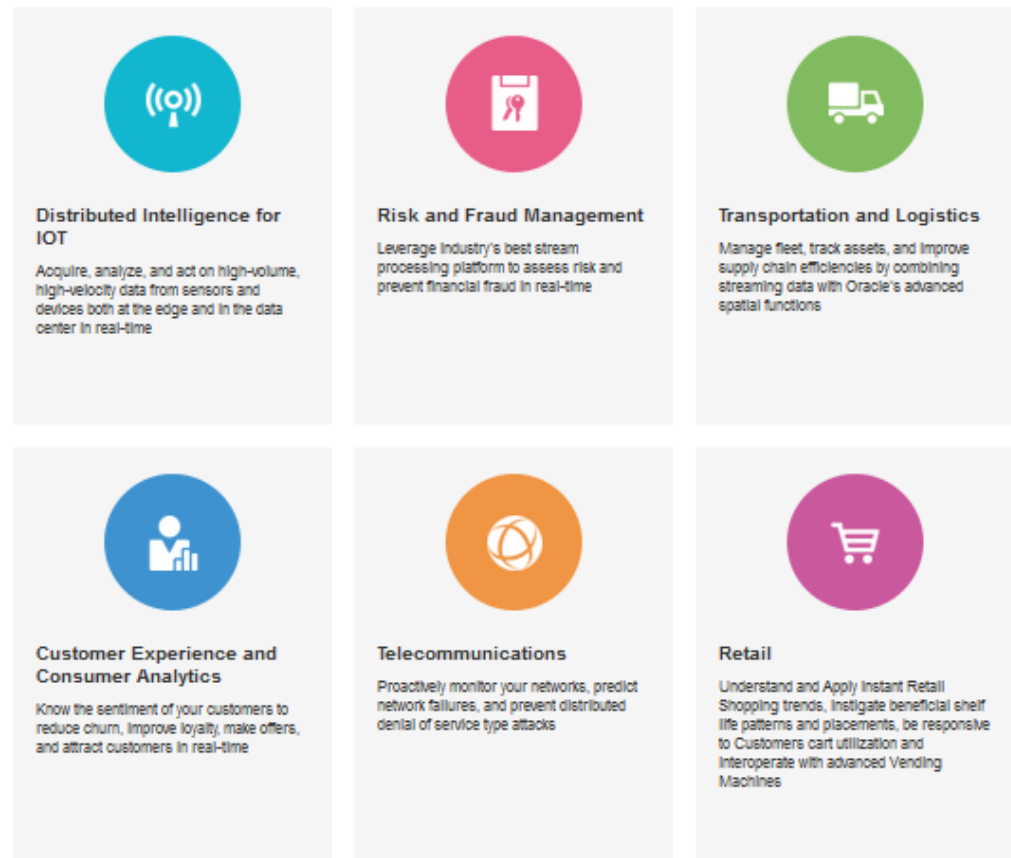 Distributed Intelligence for
IOT
Acquire, analyze, and act on high-volume,
high-velocity data from sensors and
devices both at the edge and in the data
center in real-time
Risk and Fraud Management
Leverage Industry's best stream
processing platform to assess risk and
prevent financial fraud in real-time
Transportation and Logistics
Manage fleet, track assets, and improve
supply chain efficiencies by combining
streaming data with Oracle's advanced
spatial functions
Customer Experience and
Consumer Analytics
Know the sentiment of your customers to
reduce churn, improve loyalty, make offers,
and attract customers in real-time
Telecommunications
Proactively monitor your networks, predict
network failures, and prevent distributed
denial of service type attacks
Retail
Understand and Apply Instant Retail
Shopping trends, instigate beneficial shelf
life patterns and placements, be responsive
to Customers cart utilization and
interoperate with advanced Vending
Machines